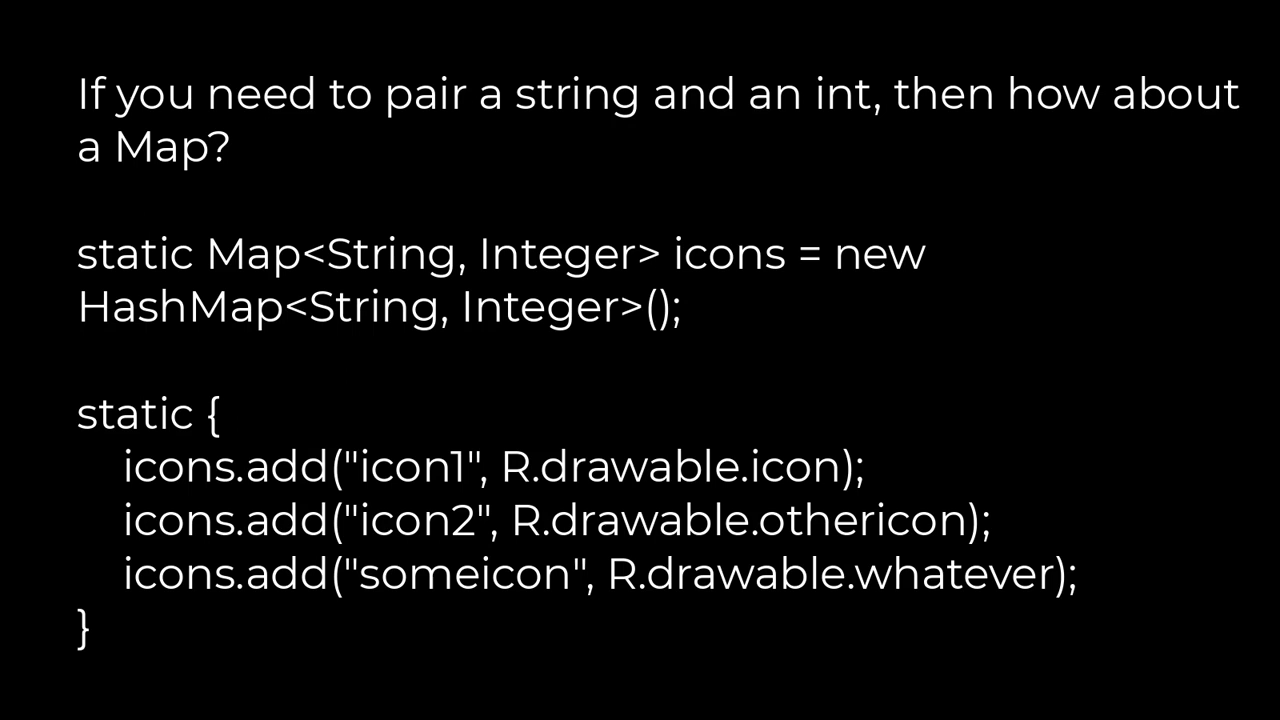 If you need to pair a string and an int, then how about
a Map?
static Map<String, Integer> icons = new
HashMap<String, Integer>();
static {
    icons.add("icon1", R.drawable.icon);
    icons.add("icon2", R.drawable.othericon);
    icons.add("someicon", R.drawable.whatever);
}